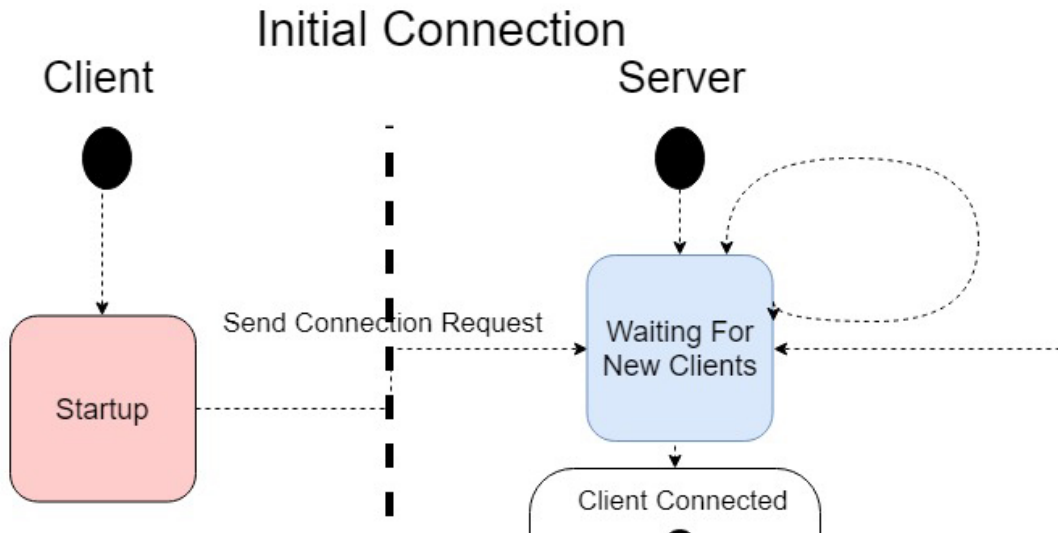 Initial Connection
Client
Server
Send Connection Request
Waiting For
New Clients
Startup
Client Connected